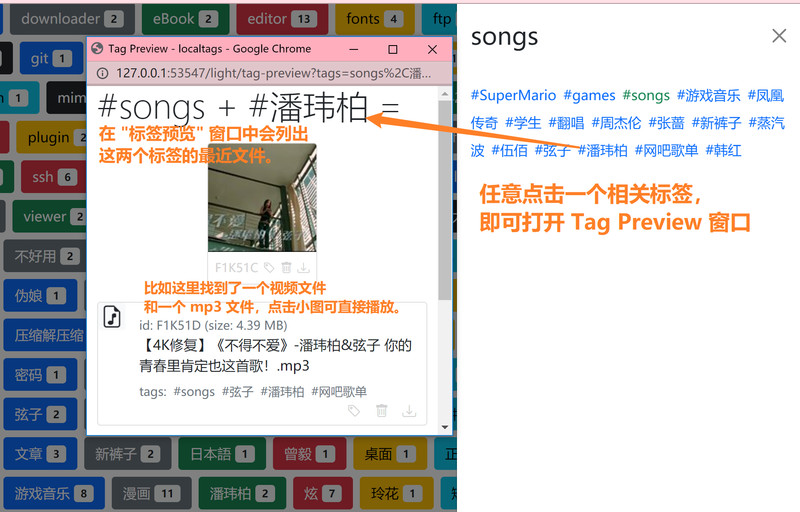 downloader 2
eBook 2
editor 13
fonts 4
ftp
git 1
1
mim
plugin
ssh 6
viewer 2
不好用 2
伪娘 1
压缩解压缩
密码 1
弦子 2
文章 3
新裤子 2
日本語 1
曾毅 1
桌面 1
游戏音乐 8
漫画 11
潘玮柏 2
炫 7
玲花 1
Tag Preview - localtags - Google Chrome
127.0.0.1:53547/light/tag-preview?tags=songs%2C潘...
#songs + #潘玮柏 =
在 "标签预览" 窗口中会列出
这两个标签的最近文件。
F1K51C
比如这里找到了一个视频文件
和一个 mp3 文件，点击小图可直接播放。
id: F1K51D (size: 4.39 MB)
【4K修复】《不得不爱》-潘玮柏&弦子 你的
青春里肯定也这首歌！.mp3
tags: #songs #弦子 #潘玮柏 #网吧歌单
songs
#SuperMario #games #songs #游戏音乐 #凤凰
传奇 #学生 #翻唱 #周杰伦 #张蔷 #新裤子 #蒸汽
波 #伍佰 #弦子 #潘玮柏 #网吧歌单 #韩红
任意点击一个相关标签，
即可打开 Tag Preview 窗口